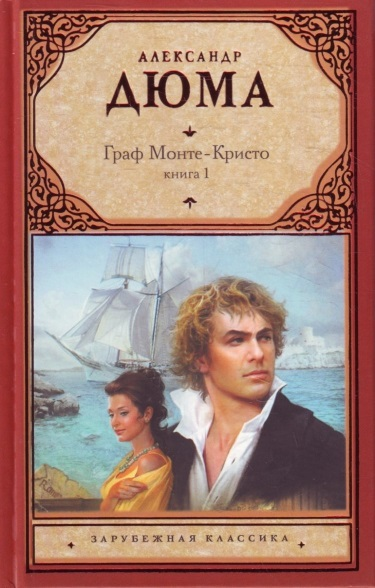 АЛЕКСАНДР
ДЮМА
Граф Монте-Кристо
книга 1
ЗАРУБЕЖНАЯ КЛАССИКА